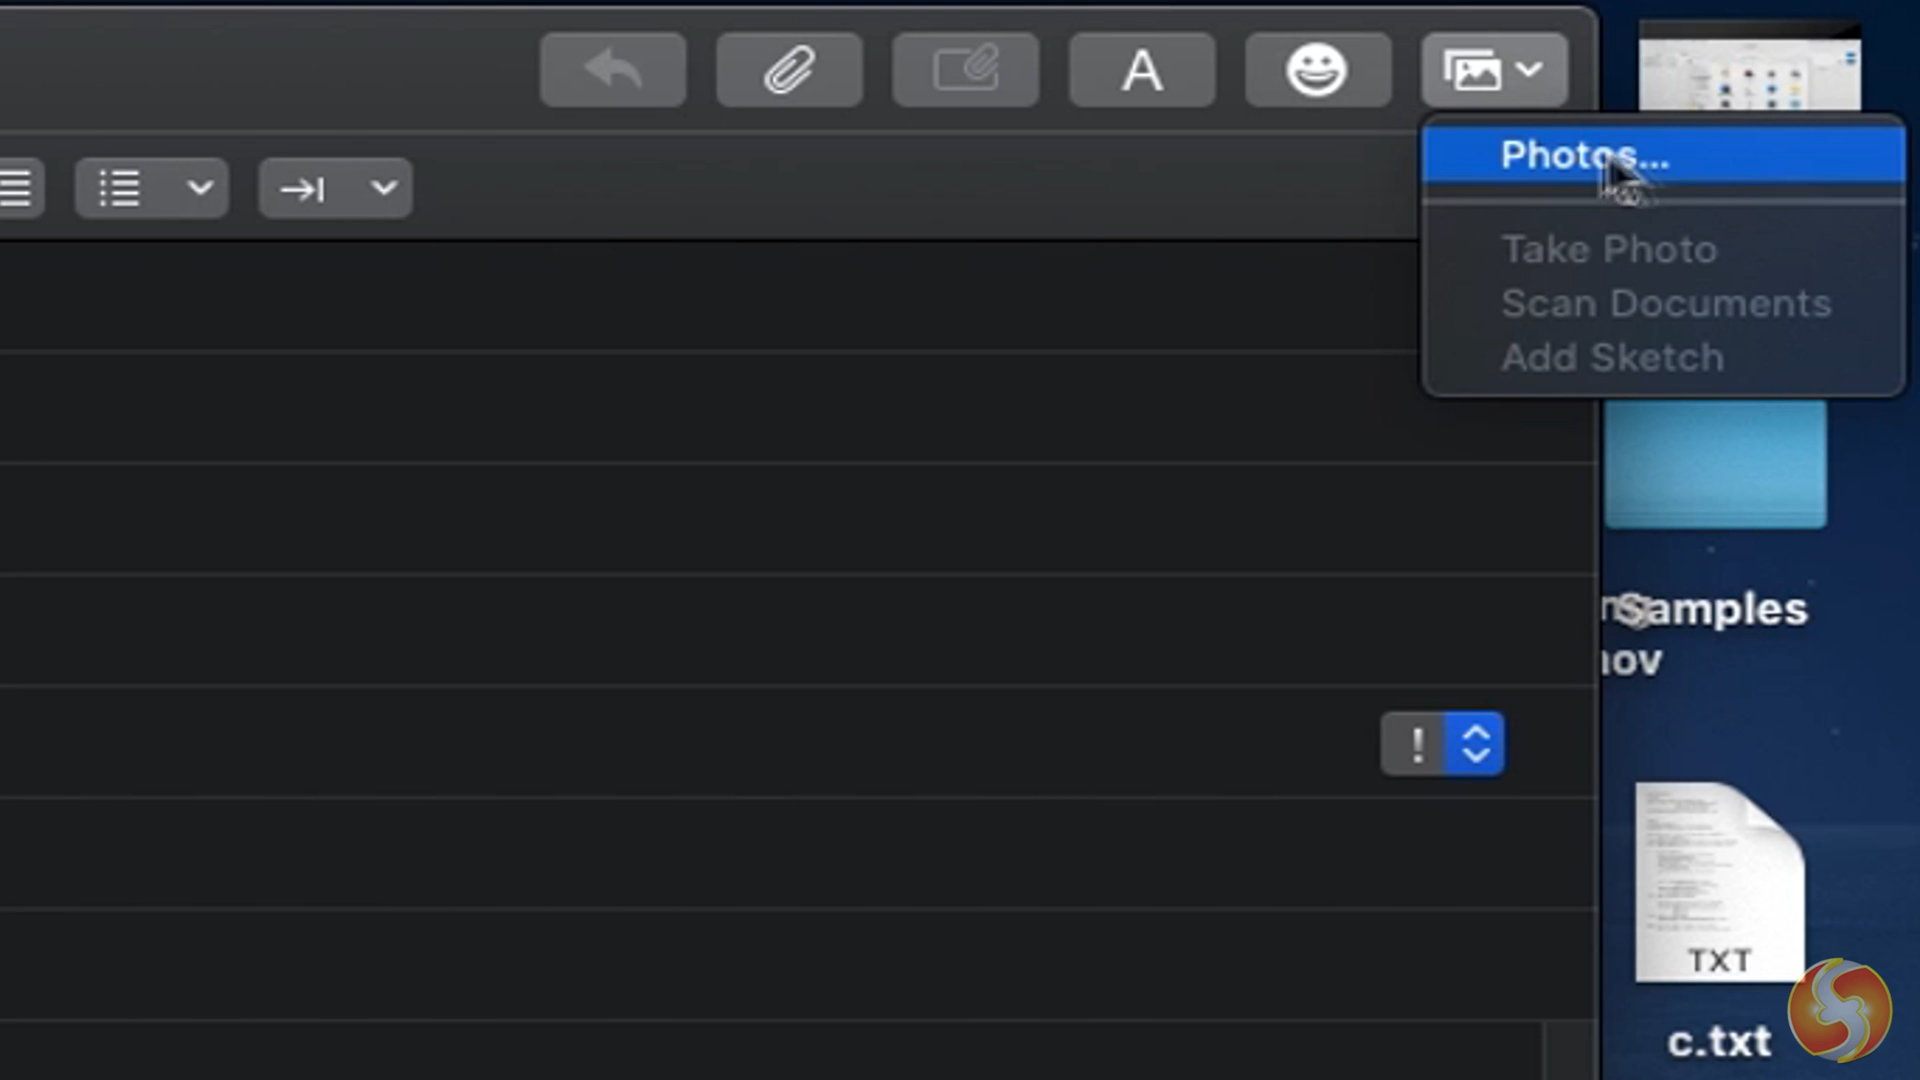 A
Photos...
Take Photo
Scan Documents
Add Sketch
Samples
!
TXT
c.txt